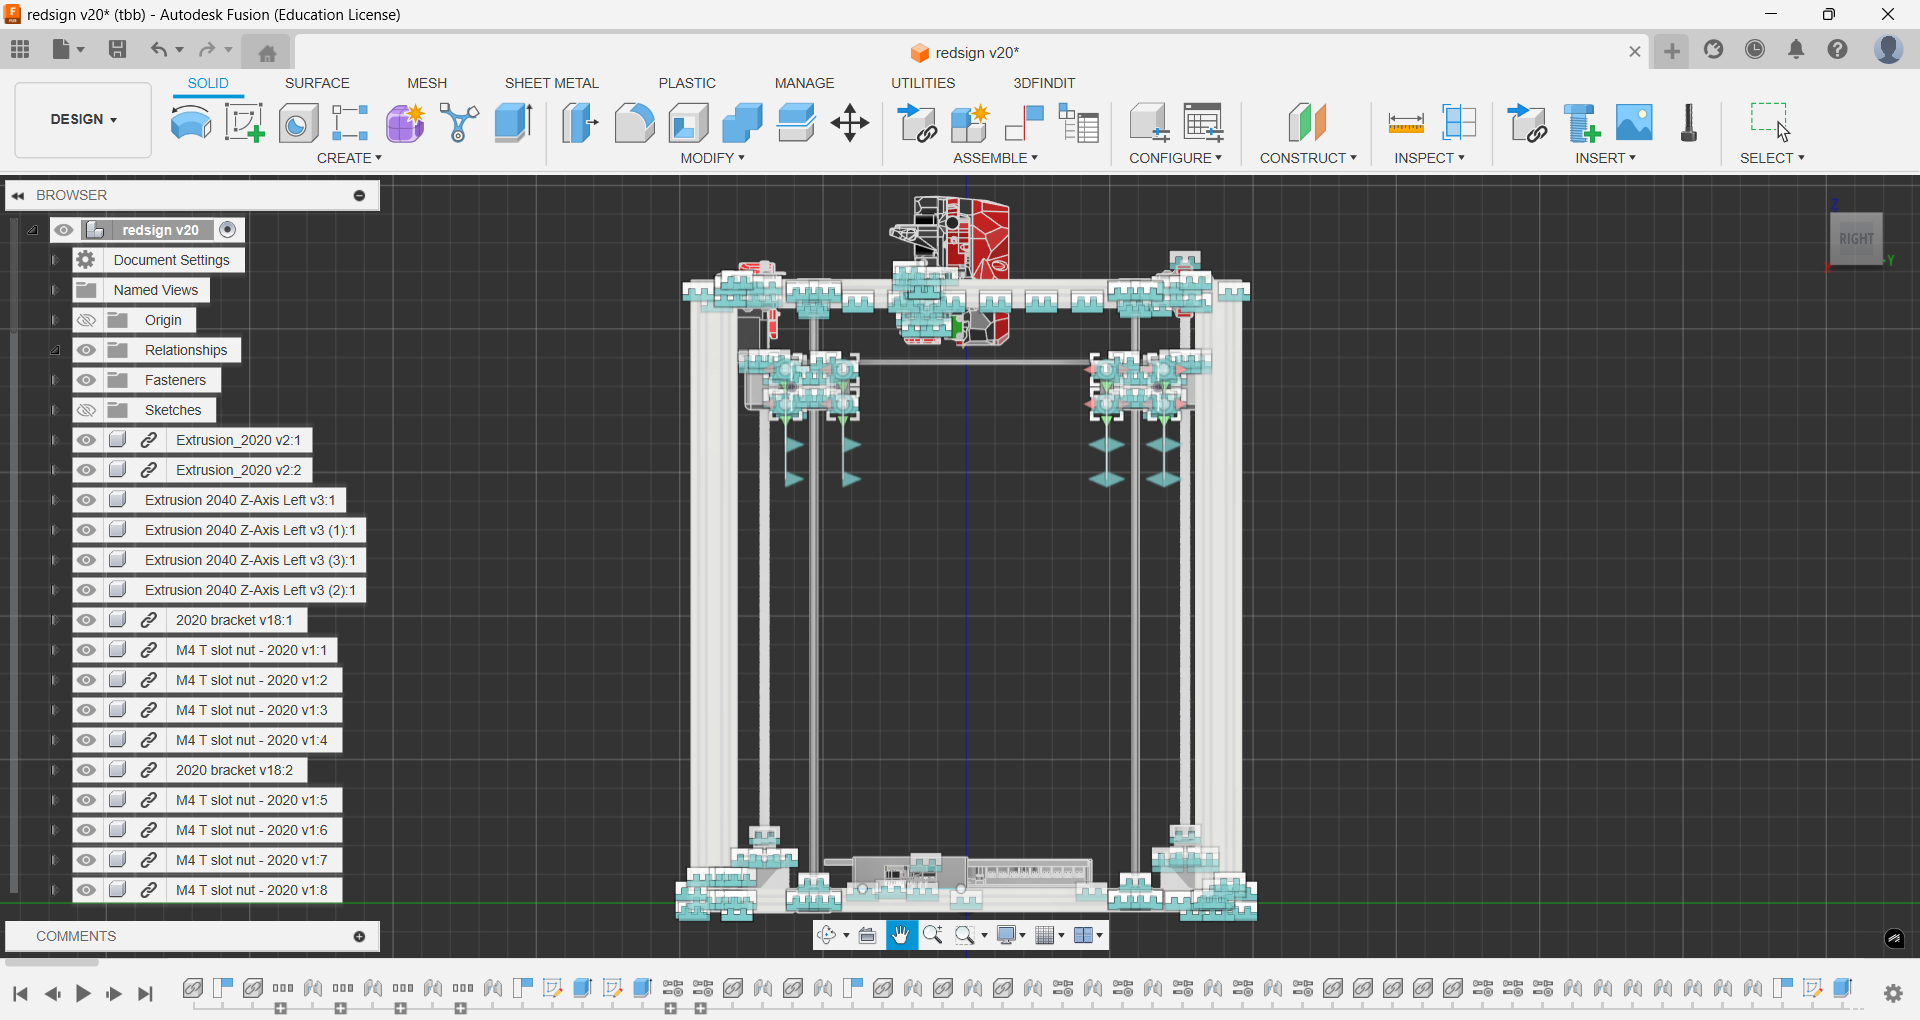 redsign v20* (tbb) - Autodesk Fusion (Education License)
redsign v20*
SOLID SURFACE MESH SHEET METAL PLASTIC MANAGE UTILITIES 3DFINDIT
DESIGN
CREATE MODIFY ASSEMBLE CONFIGURE CONSTRUCT INSPECT INSERT SELECT
BROWSER
redsign v20
Document Settings
Named Views
Origin
Relationships
Fasteners
Sketches
Extrusion_2020 v2:1
Extrusion_2020 v2:2
Extrusion 2040 Z-Axis Left v3:1
Extrusion 2040 Z-Axis Left v3 (1):1
Extrusion 2040 Z-Axis Left v3 (3):1
Extrusion 2040 Z-Axis Left v3 (2):1
2020 bracket v18:1
M4 T slot nut - 2020 v1:1
M4 T slot nut - 2020 v1:2
M4 T slot nut - 2020 v1:3
M4 T slot nut - 2020 v1:4
2020 bracket v18:2
M4 T slot nut - 2020 v1:5
M4 T slot nut - 2020 v1:6
M4 T slot nut - 2020 v1:7
M4 T slot nut - 2020 v1:8
COMMENTS
Z
RIGHT
X
Y